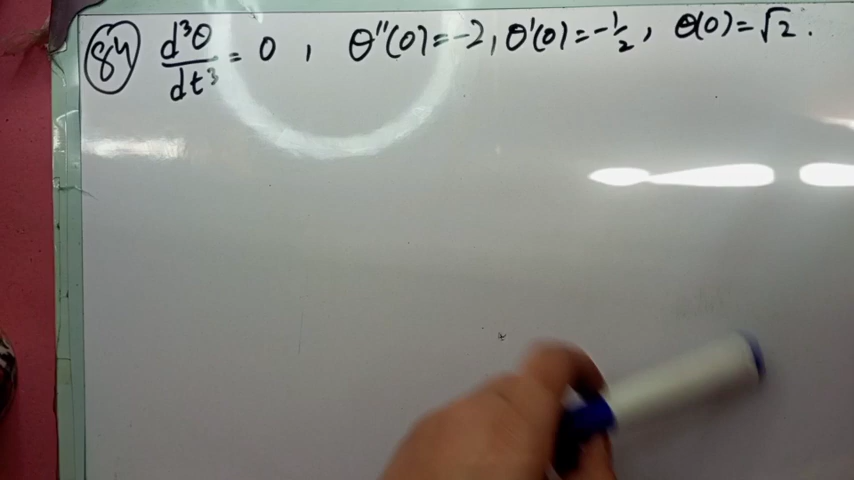 84 d³θ/dt³ = 0 , θ''(0) = -2, θ'(0) = -1/2, θ(0) = √2 .